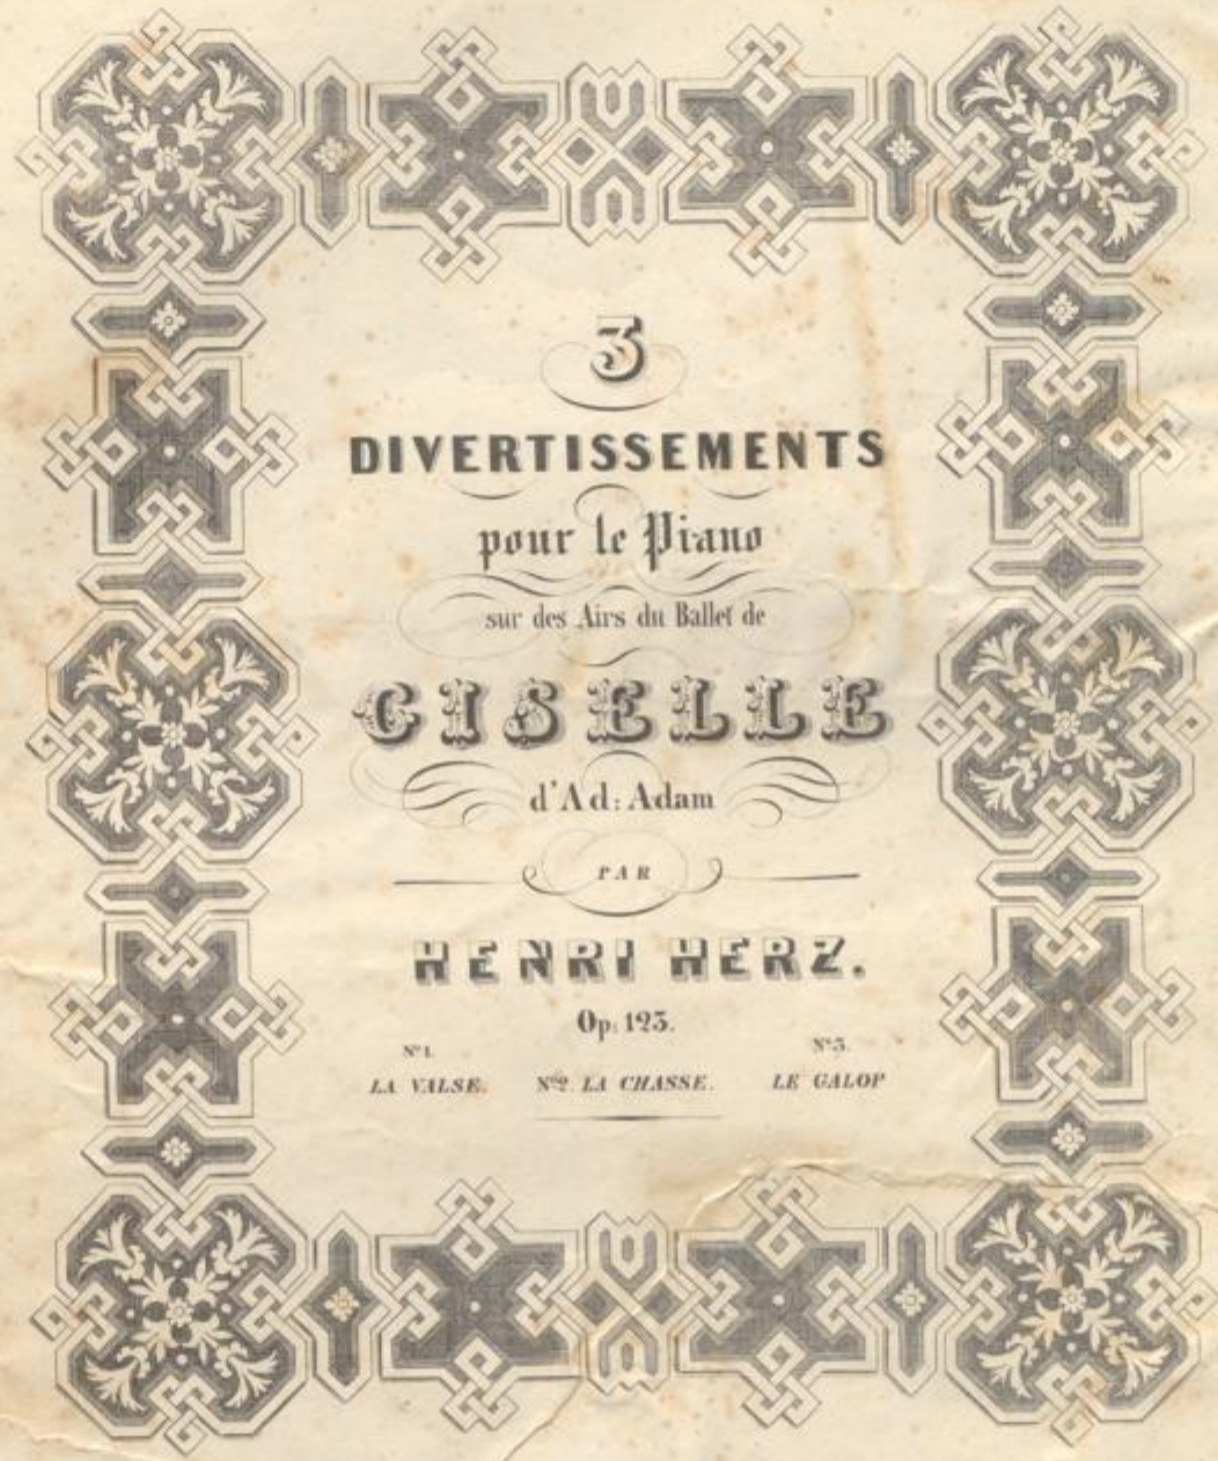 3
DIVERTISSEMENTS
pour le Piano
sur des Airs du Ballet de
GISELLE
d'Ad: Adam
PAR
HENRI HERZ.
Op: 123.
N° 1. N° 3.
LA VALSE. N° 2. LA CHASSE. LE GALOP